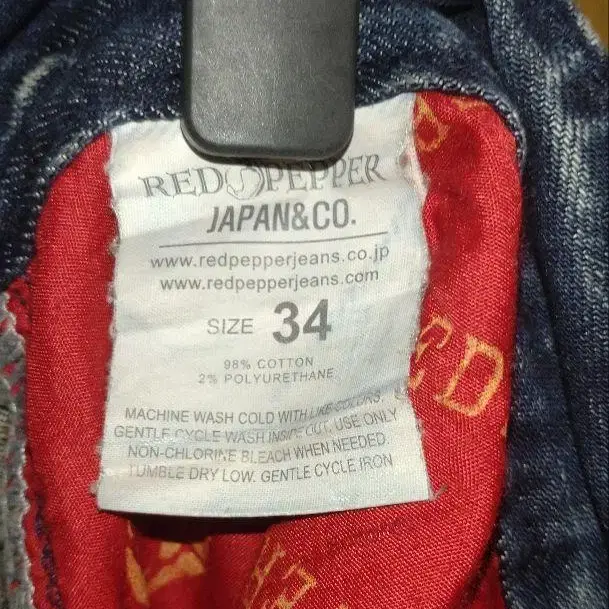 RED PEPPER
JAPAN&CO.
www.redpepperjeans.co.jp
www.redpepperjeans.com
SIZE 34
98% COTTON
2% POLYURETHANE
MACHINE WASH COLD WITH LIKE COLORS,
GENTLE CYCLE WASH INSIDE OUT, USE ONLY
NON-CHLORINE BLEACH WHEN NEEDED.
TUMBLE DRY LOW. GENTLE CYCLE IRON